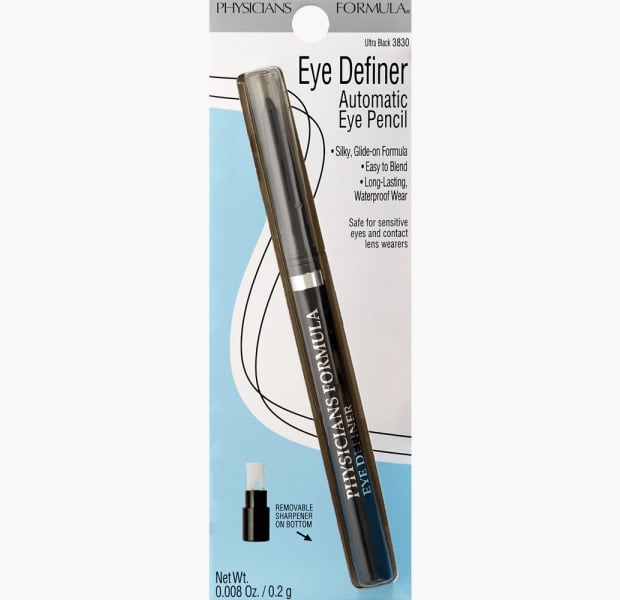 PHYSICIANS FORMULA®
Ultra Black 3830
Eye Definer
Automatic
Eye Pencil
• Silky, Glide-on Formula
• Easy to Blend
• Long-Lasting,
Waterproof Wear
Safe for sensitive
eyes and contact
lens wearers
PHYSICIANS FORMULA
EYE DEFINER
REMOVABLE
SHARPENER
ON BOTTOM
Net Wt.
0.008 Oz. / 0.2 g